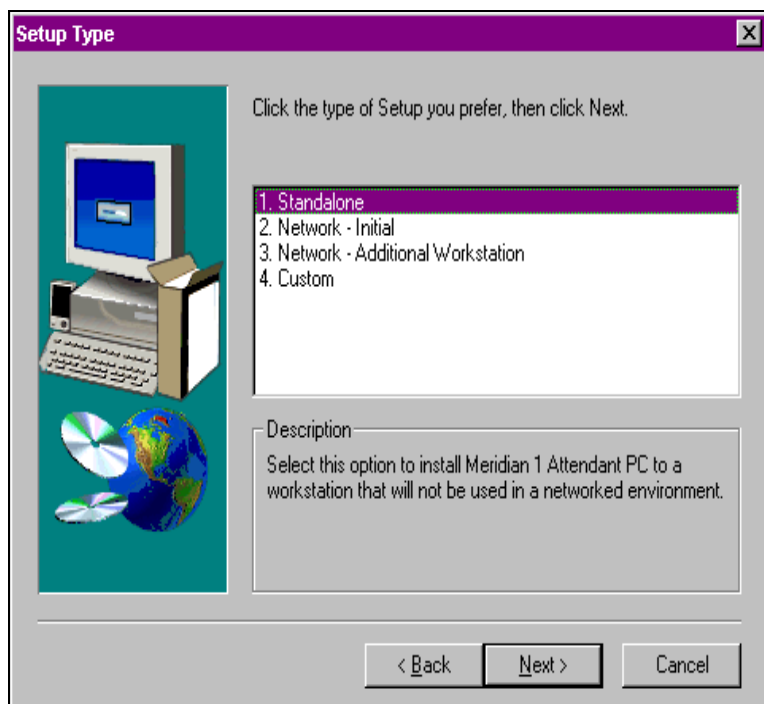 Setup Type
Click the type of Setup you prefer, then click Next.
1. Standalone
2. Network - Initial
3. Network - Additional Workstation
4. Custom
Description
Select this option to install Meridian 1 Attendant PC to a
workstation that will not be used in a networked environment.
< Back
Next >
Cancel